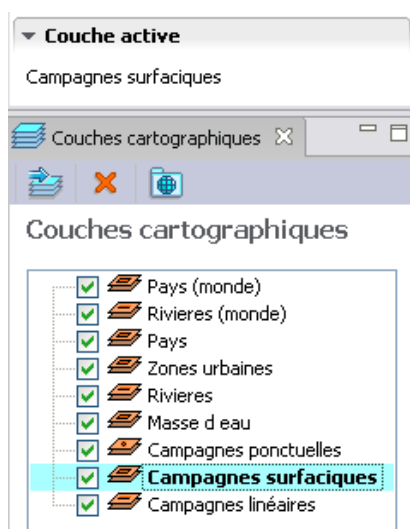 Couche active
Campagnes surfaciques
Couches cartographiques
Couches cartographiques
Pays (monde)
Rivieres (monde)
Pays
Zones urbaines
Rivieres
Masse d eau
Campagnes ponctuelles
Campagnes surfaciques
Campagnes linéaires